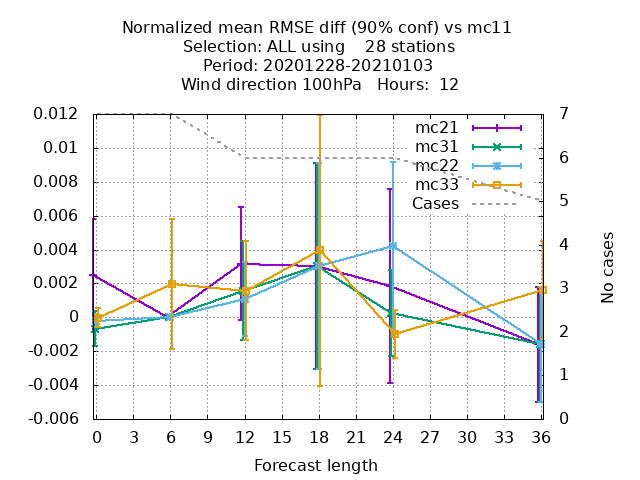 Normalized mean RMSE diff (90% conf) vs mc11
Selection: ALL using    28 stations
Period: 20201228-20210103
Wind direction 100hPa   Hours:  12
0.012
0.01
0.008
0.006
0.004
0.002
0
-0.002
-0.004
-0.006
mc21
mc31
mc22
mc33
Cases
7
6
5
4
3
2
1
0
No cases
0 3 6 9 12 15 18 21 24 27 30 33 36
Forecast length